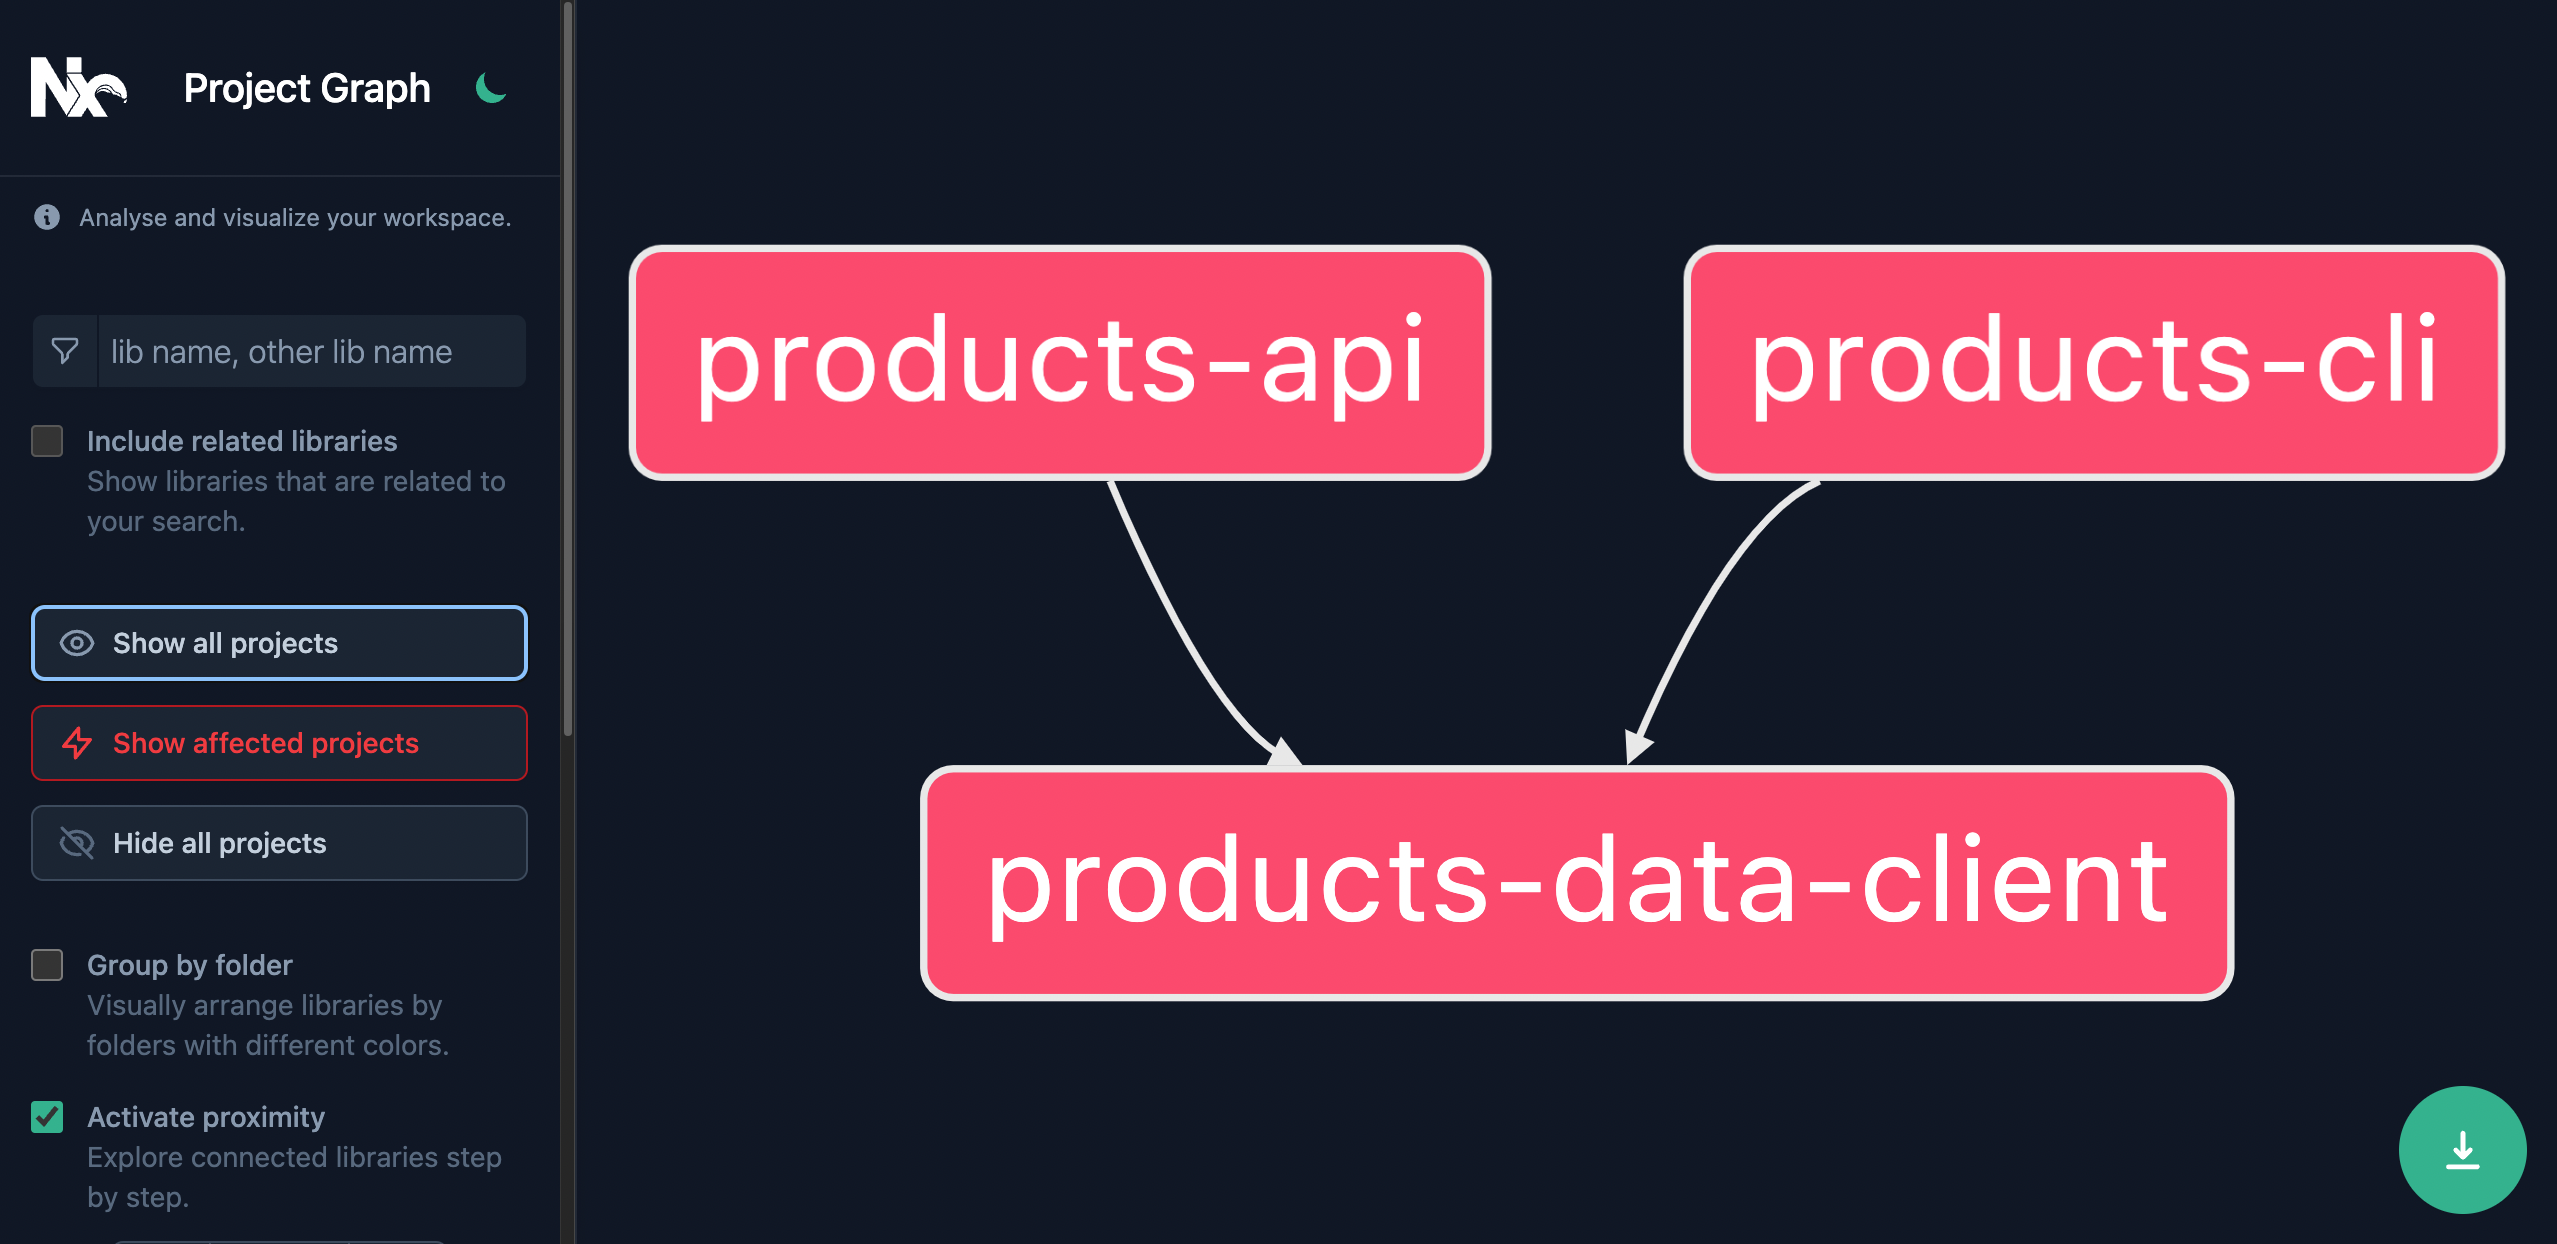 Nx
Project Graph
Analyse and visualize your workspace.
lib name, other lib name
Include related libraries
Show libraries that are related to
your search.
Show all projects
Show affected projects
Hide all projects
Group by folder
Visually arrange libraries by
folders with different colors.
Activate proximity
Explore connected libraries step
by step.
products-api
products-cli
products-data-client